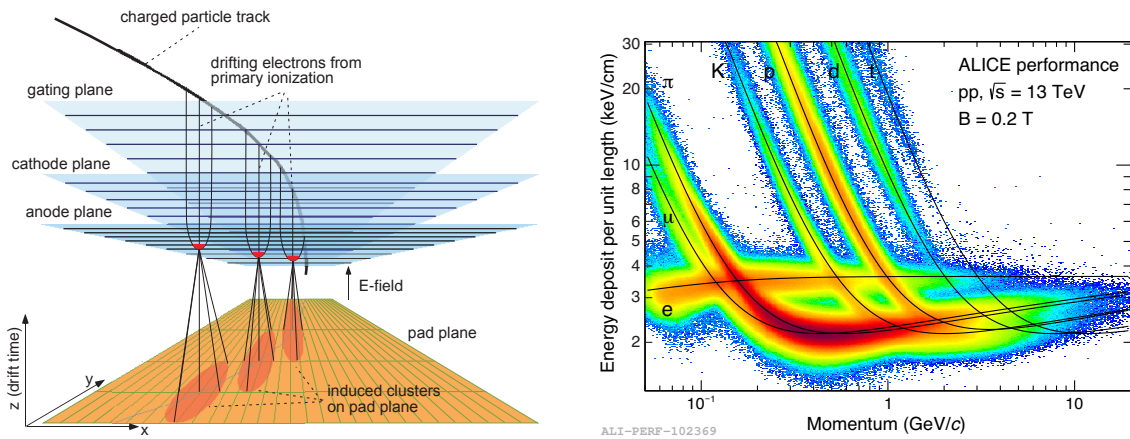 charged particle track
drifting electrons from
primary ionization
gating plane
cathode plane
anode plane
E-field
pad plane
induced clusters
on pad plane
z (drift time)
y
x
Energy deposit per unit length (keV/cm)
30
20
10
8
6
5
4
3
2
π
K
p
d
t
μ
e
ALICE performance
pp, √s = 13 TeV
B = 0.2 T
10⁻¹
1
10
Momentum (GeV/c)
ALI-PERF-102369